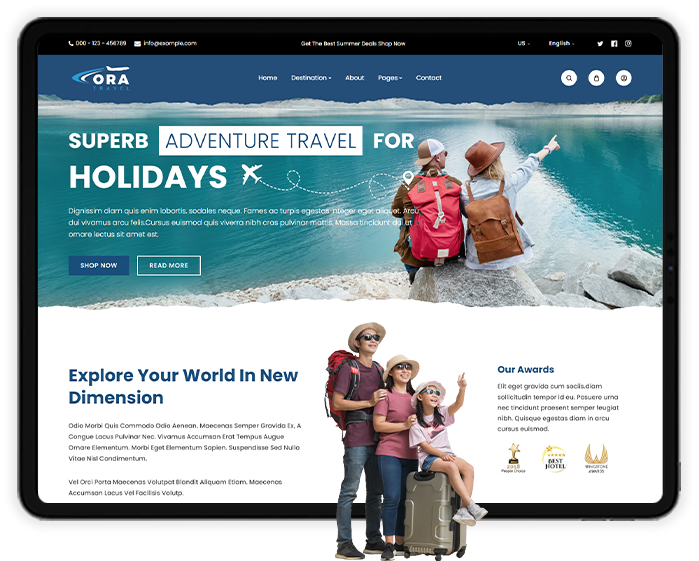 000 - 123 - 456789 info@example.com Get The Best Summer Deals Shop Now US English
ORA
TRAVEL
Home Destination About Pages Contact
SUPERB ADVENTURE TRAVEL FOR
HOLIDAYS
Dignissim diam quis enim lobortis, sodales neque. Fames ac turpis egestas integer eget aliquet. Arcu
dui vivamus arcu felis.Cursus euismod quis viverra nibh cras pulvinar mattis. Massa tincidunt dui ut
ornare lectus sit amet est.
SHOP NOW READ MORE
Explore Your World In New
Dimension
Odio Morbi Quis Commodo Odio Aenean. Maecenas Semper Gravida Ex, A
Congue Lacus Pulvinar Nec. Vivamus Accumsan Erat Tempus Augue
Ornare Elementum. Morbi Eget Elementum Sapien. Suspendisse Sed Nulla
Vitae Nisl Condimentum.
Vel Orci Porta Maecenas Volutpat Blandit Aliquam Etiam. Maecenas
Accumsan Lacus Vel Facilisis Volutp.
Our Awards
Elit eget gravida cum sociis.diam
sollicitudin tempor id eu. Posuere urna
nec tincidunt praesent semper feugiat
nibh. Quisque egestas diam in arcu
cursus euismod.
2018
People Choice
BEST
HOTEL
AWARDS